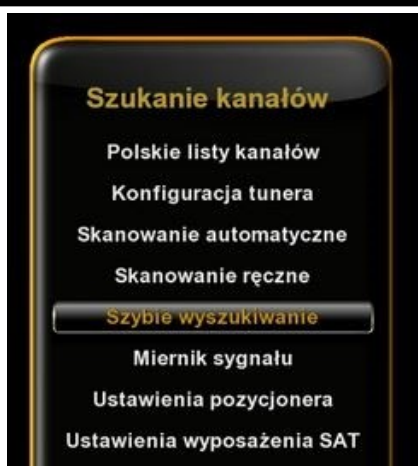 Szukanie kanałów
Polskie listy kanałów
Konfiguracja tunera
Skanowanie automatyczne
Skanowanie ręczne
Szybie wyszukiwanie
Miernik sygnału
Ustawienia pozycjonera
Ustawienia wyposażenia SAT